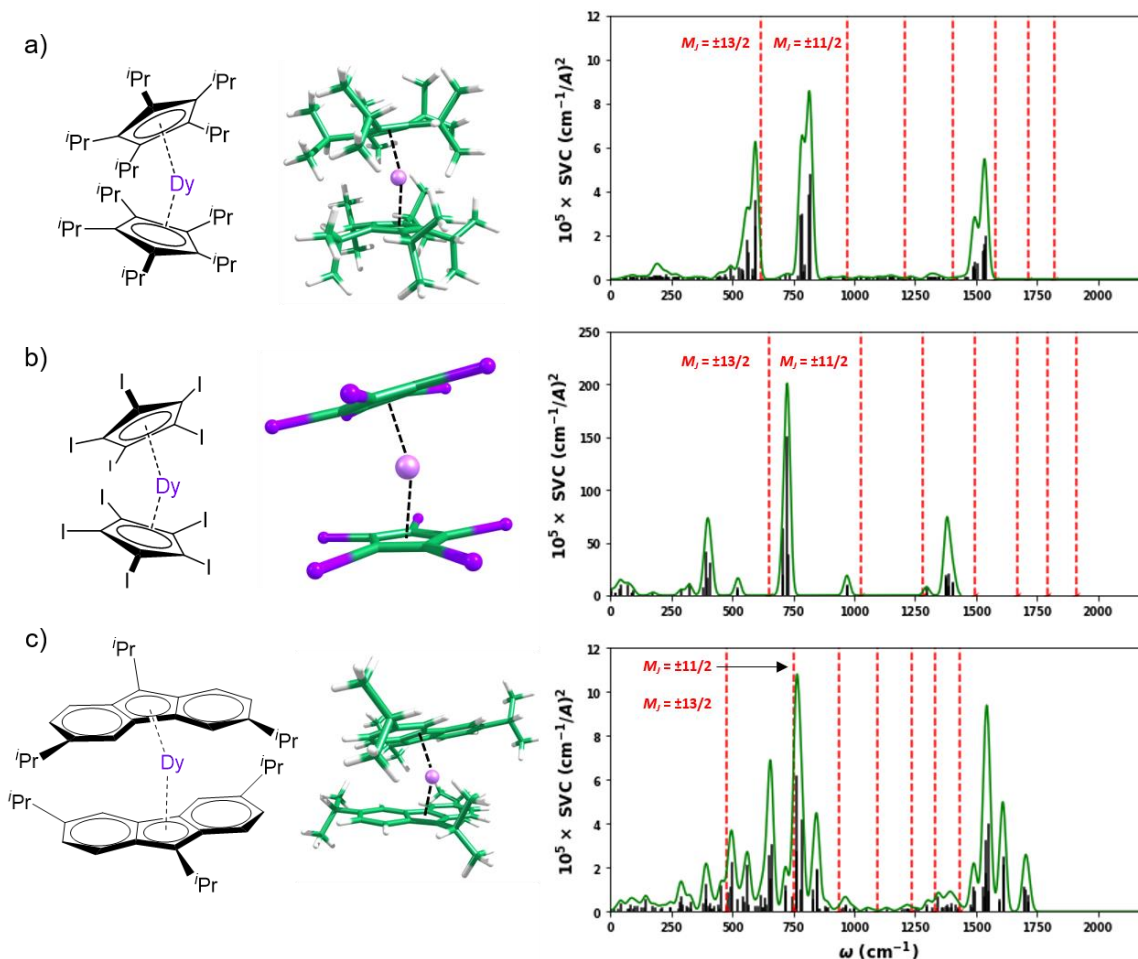 a)
iPr
iPr
iPr
iPr
iPr
Dy
iPr
iPr
iPr
iPr
iPr
10⁵ × SVC (cm⁻¹/A)²
12
10
8
6
4
2
0
MJ = ±13/2
MJ = ±11/2
0 250 500 750 1000 1250 1500 1750 2000
b)
I
I
I
I
I
Dy
I
I
I
I
I
10⁵ × SVC (cm⁻¹/A)²
250
200
150
100
50
0
MJ = ±13/2
MJ = ±11/2
0 250 500 750 1000 1250 1500 1750 2000
c)
iPr
iPr
iPr
Dy
iPr
iPr
iPr
10⁵ × SVC (cm⁻¹/A)²
12
10
8
6
4
2
0
MJ = ±11/2
MJ = ±13/2
0 250 500 750 1000 1250 1500 1750 2000
ω (cm⁻¹)